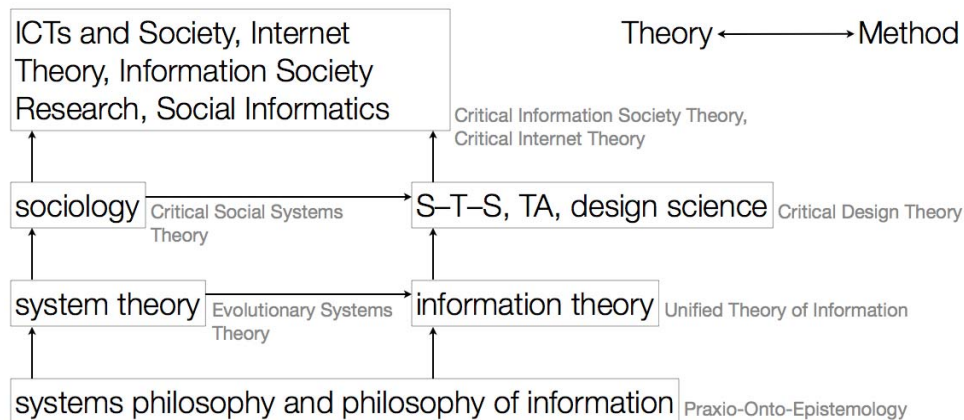 ICTs and Society, Internet
Theory, Information Society
Research, Social Informatics
Theory Method
Critical Information Society Theory,
Critical Internet Theory
sociology
Critical Social Systems
Theory
S–T–S, TA, design science
Critical Design Theory
system theory
Evolutionary Systems
Theory
information theory
Unified Theory of Information
systems philosophy and philosophy of information
Praxio-Onto-Epistemology